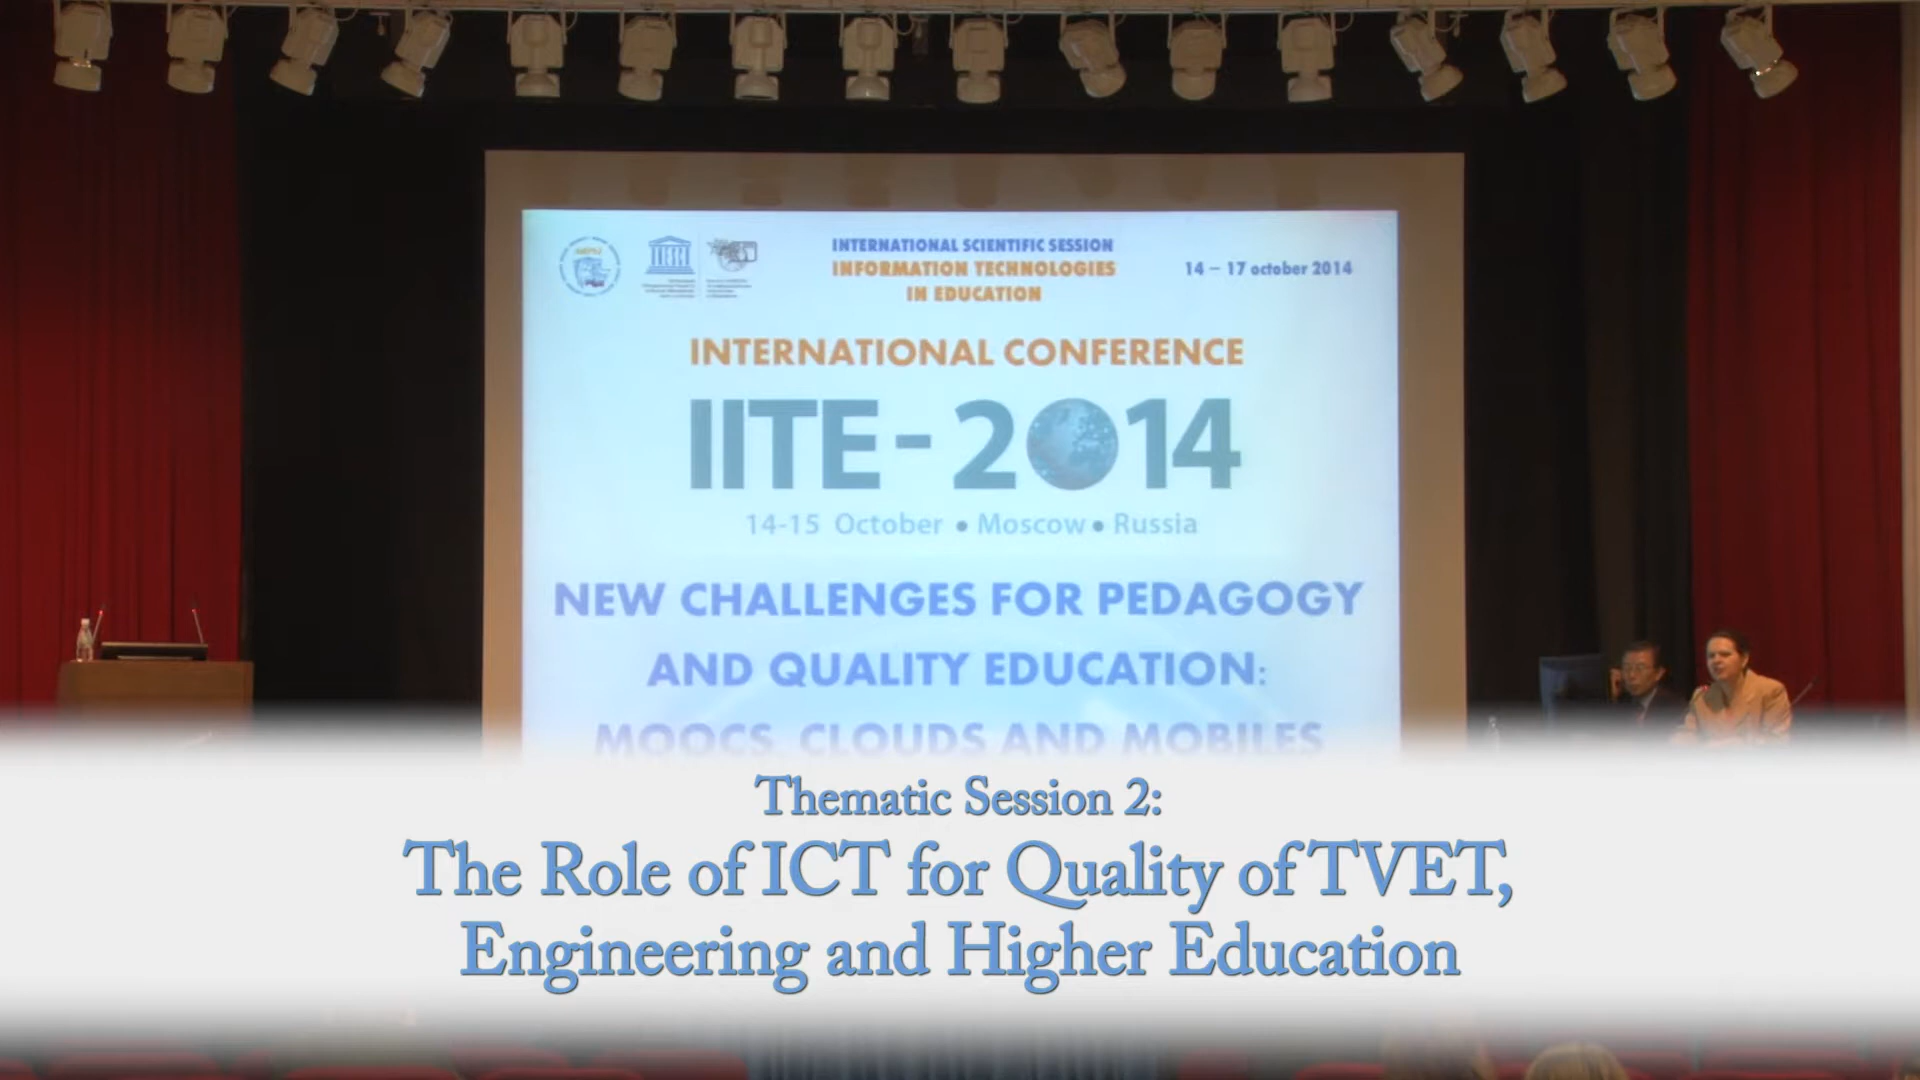 UNESCO
INTERNATIONAL SCIENTIFIC SESSION
INFORMATION TECHNOLOGIES
IN EDUCATION
14 – 17 october 2014
INTERNATIONAL CONFERENCE
IITE-2014
14-15 October • Moscow • Russia
NEW CHALLENGES FOR PEDAGOGY
AND QUALITY EDUCATION:
MOOCS, CLOUDS AND MOBILES
Thematic Session 2:
The Role of ICT for Quality of TVET,
Engineering and Higher Education